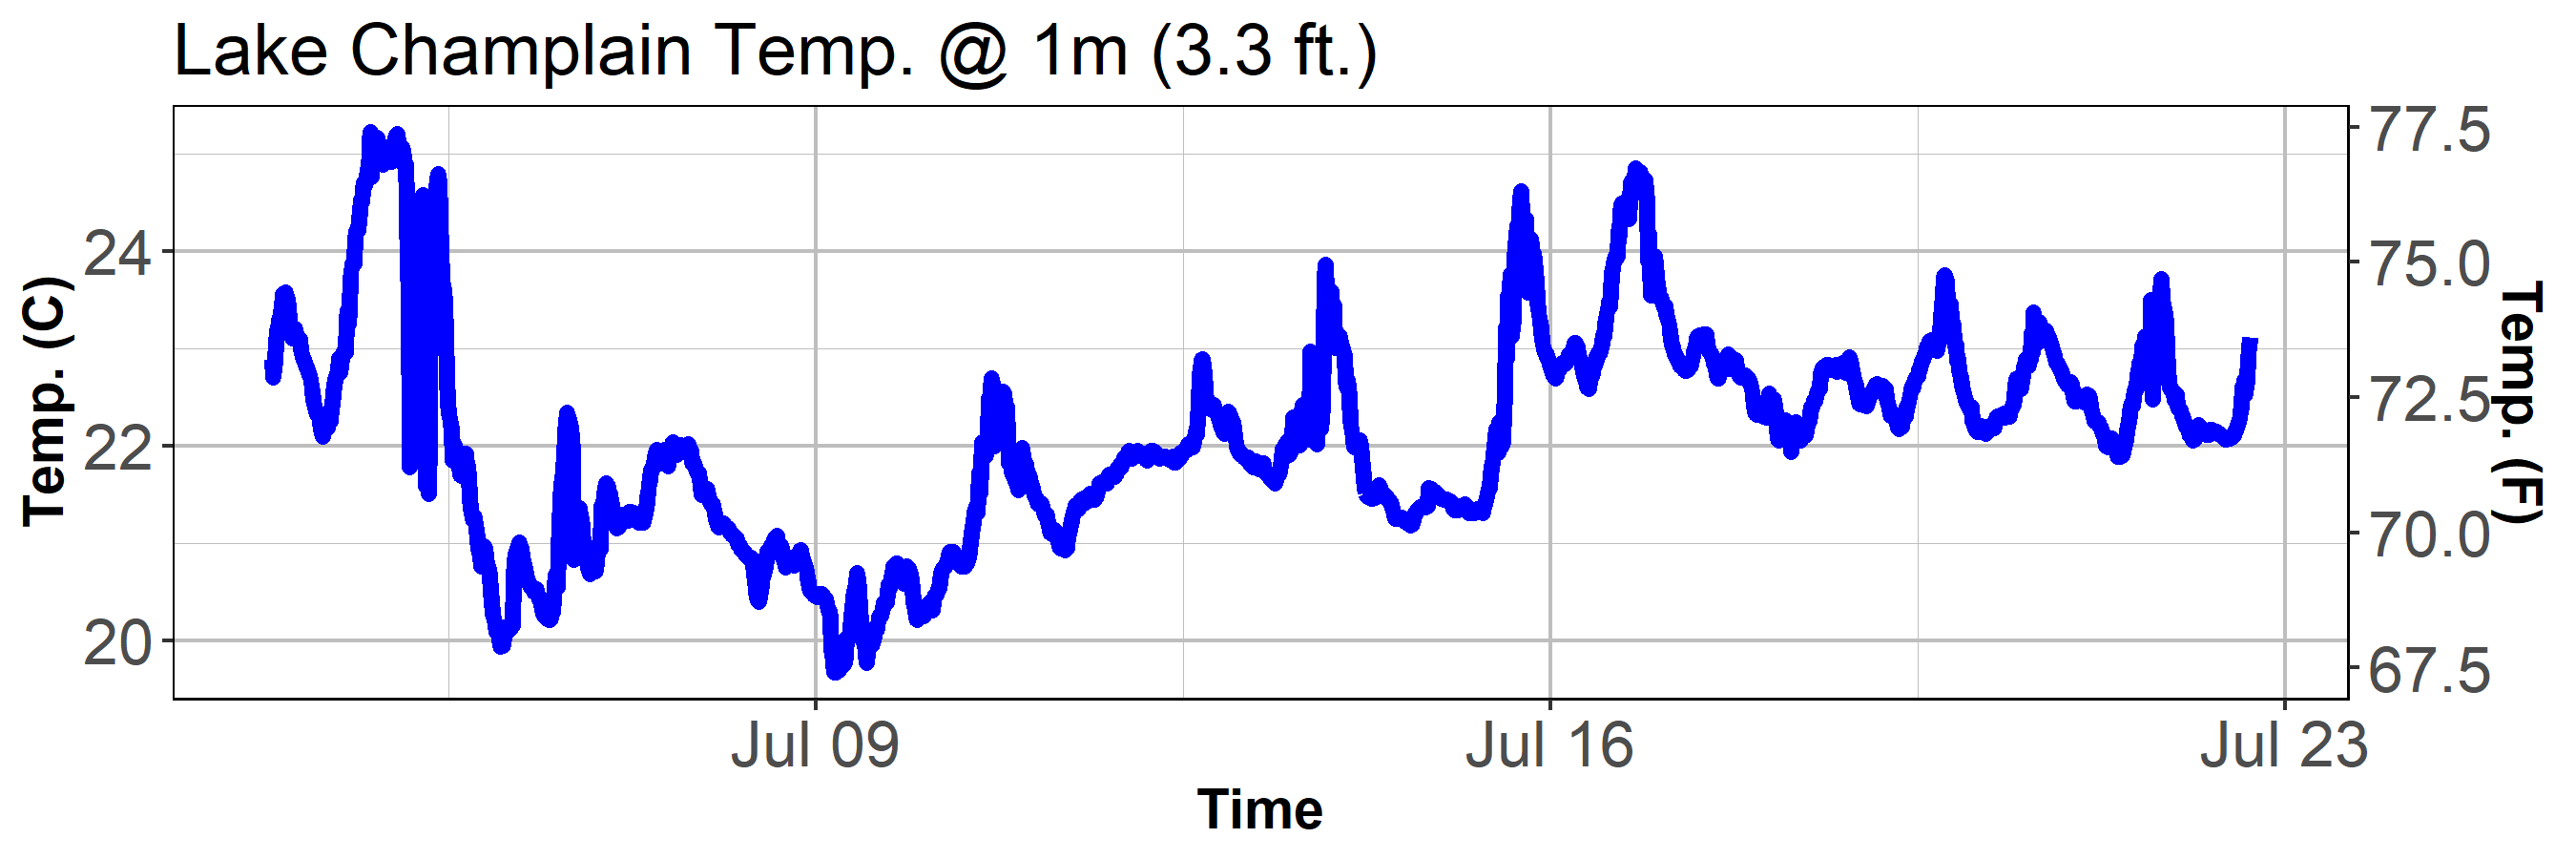 Lake Champlain Temp. @ 1m (3.3 ft.)
Temp. (C)
24
22
20
77.5
75.0
72.5
70.0
67.5
Temp. (F)
Jul 09
Jul 16
Jul 23
Time